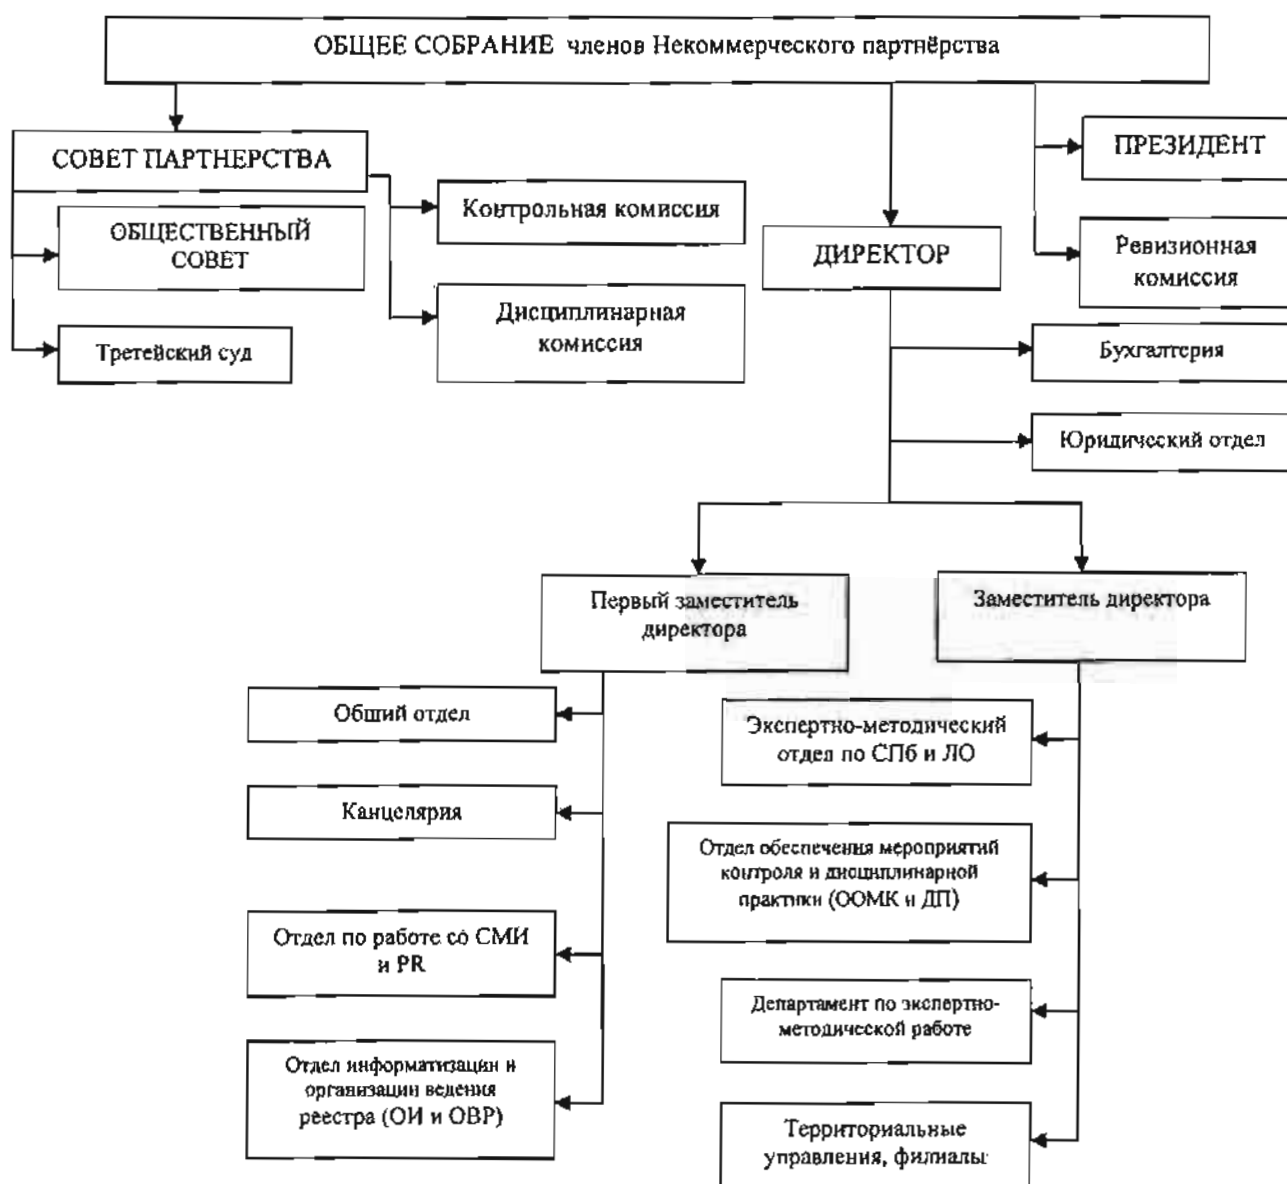 ОБЩЕЕ СОБРАНИЕ членов Некоммерческого партнёрства
СОВЕТ ПАРТНЕРСТВА
ОБЩЕСТВЕННЫЙ
СОВЕТ
Третейский суд
Контрольная комиссия
Дисциплинарная
комиссия
ДИРЕКТОР
ПРЕЗИДЕНТ
Ревизионная
комиссия
Бухгалтерия
Юридический отдел
Первый заместитель
директора
Заместитель директора
Общий отдел
Канцелярия
Отдел по работе со СМИ
и PR
Отдел информатизации и
организации ведения
реестра (ОИ и ОВР)
Экспертно-методический
отдел по СПб и ЛО
Отдел обеспечения мероприятий
контроля и дисциплинарной
практики (ООМК и ДП)
Департамент по экспертно-
методической работе
Территориальные
управления, филиалы